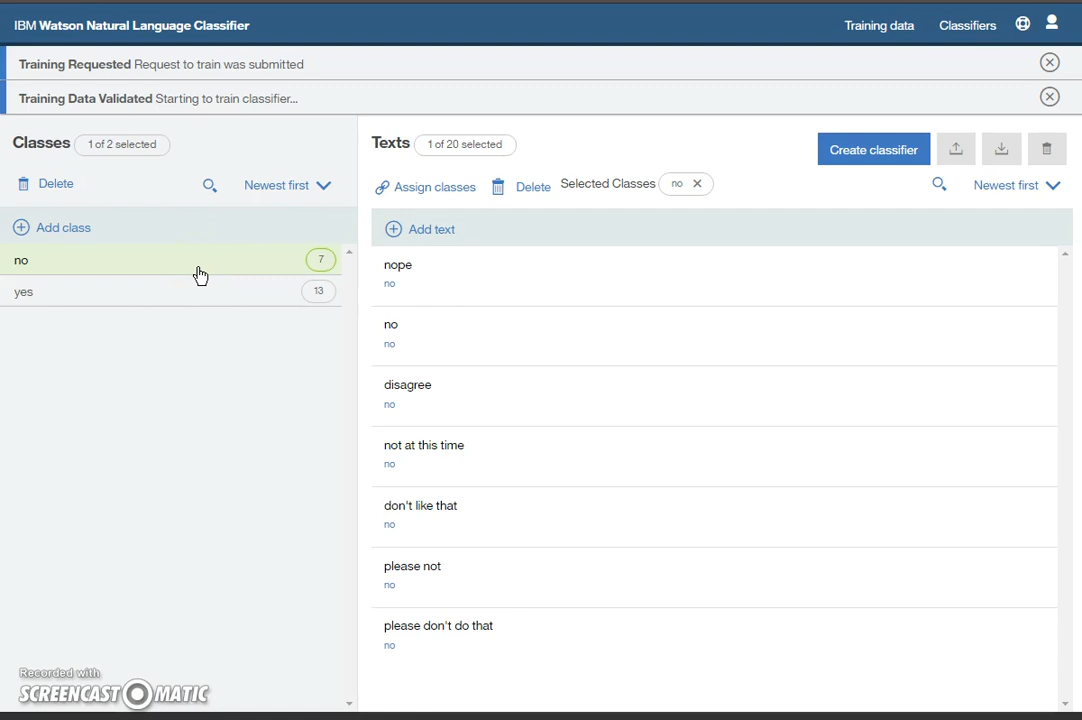 IBM Watson Natural Language Classifier
Training data
Classifiers
Training Requested Request to train was submitted
Training Data Validated Starting to train classifier...
Classes
1 of 2 selected
Delete
Newest first
Add class
no
7
yes
13
Texts
1 of 20 selected
Create classifier
Assign classes
Delete
Selected Classes
no
Newest first
Add text
nope
no
no
no
disagree
no
not at this time
no
don't like that
no
please not
no
please don't do that
no
Recorded with
SCREENCAST-O-MATIC